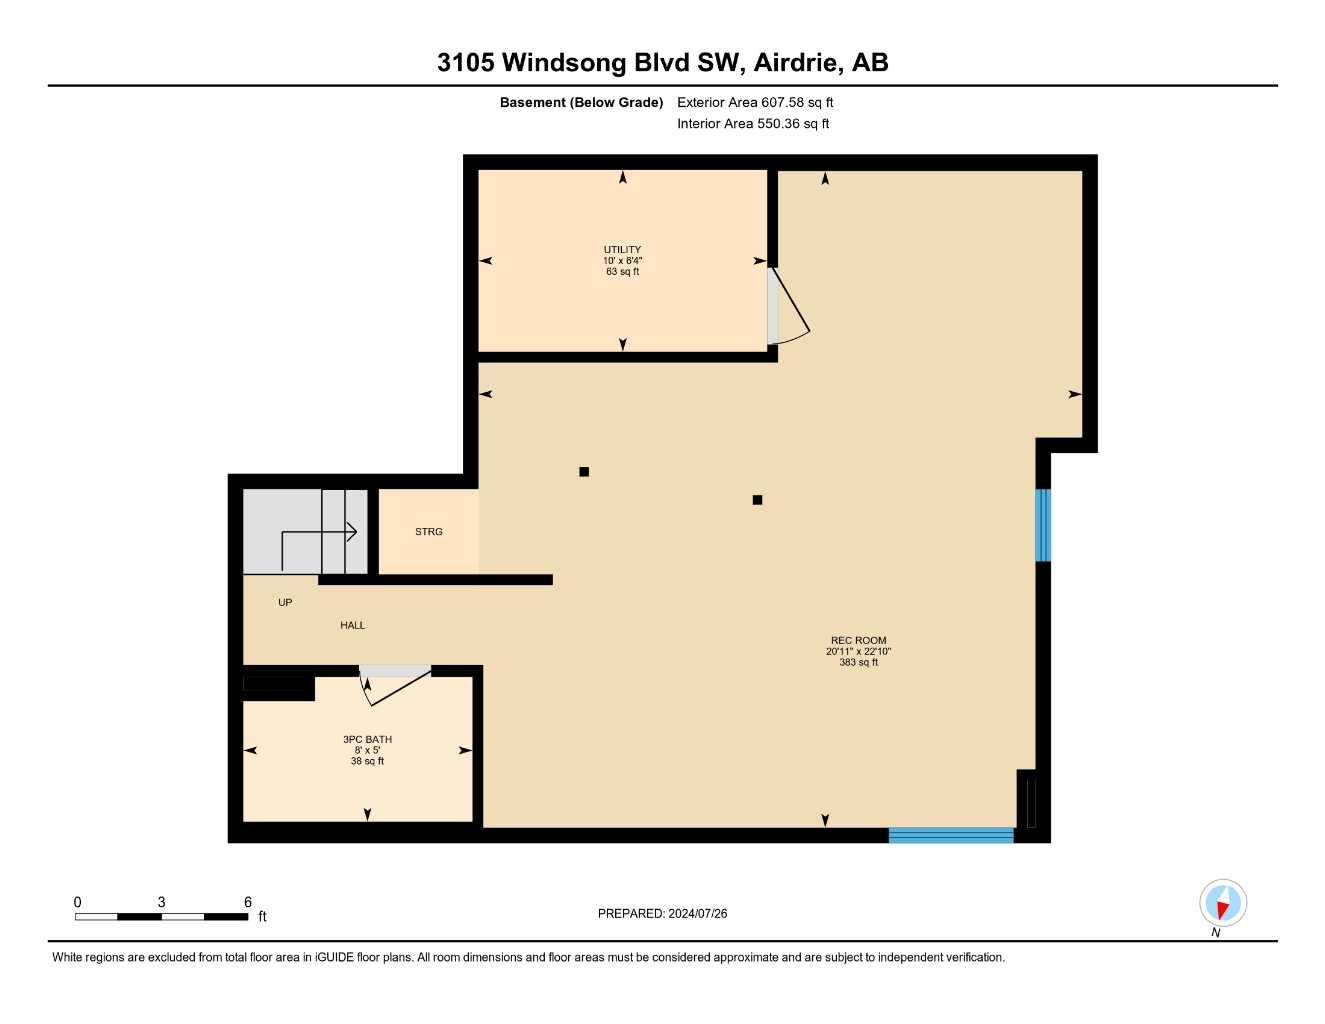 3105 Windsong Blvd SW, Airdrie, AB
Basement (Below Grade) Exterior Area 607.58 sq ft
Interior Area 550.36 sq ft
UTILITY
10' x 6'4"
63 sq ft
STRG
UP
HALL
REC ROOM
20'11" x 22'10"
383 sq ft
3PC BATH
8' x 5'
38 sq ft
0 3 6 ft
PREPARED: 2024/07/26
N
White regions are excluded from total floor area in iGUIDE floor plans. All room dimensions and floor areas must be considered approximate and are subject to independent verification.